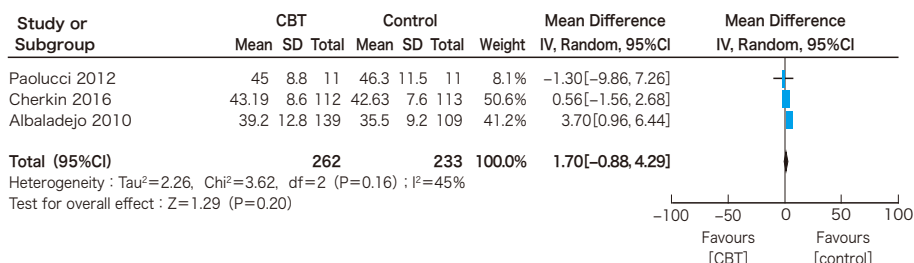 Study or Subgroup CBT Control Mean Difference Mean Difference
Mean SD Total Mean SD Total Weight IV, Random, 95%CI IV, Random, 95%CI
Paolucci 2012 45 8.8 11 46.3 11.5 11 8.1% −1.30[−9.86, 7.26]
Cherkin 2016 43.19 8.6 112 42.63 7.6 113 50.6% 0.56[−1.56, 2.68]
Albaladejo 2010 39.2 12.8 139 35.5 9.2 109 41.2% 3.70[0.96, 6.44]
Total (95%CI) 262 233 100.0% 1.70[−0.88, 4.29]
Heterogeneity：Tau²=2.26, Chi²=3.62, df=2 (P=0.16)；I²=45%
Test for overall effect：Z=1.29 (P=0.20)
−100 −50 0 50 100
Favours [CBT] Favours [control]